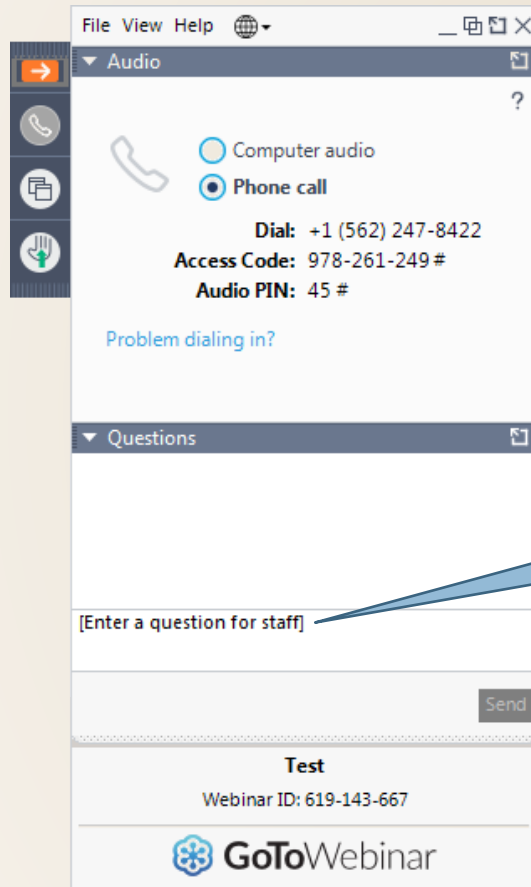 File View Help
Audio
?
Computer audio
Phone call
Dial: +1 (562) 247-8422
Access Code: 978-261-249 #
Audio PIN: 45 #
Problem dialing in?
Questions
[Enter a question for staff]
Send
Test
Webinar ID: 619-143-667
GoToWebinar